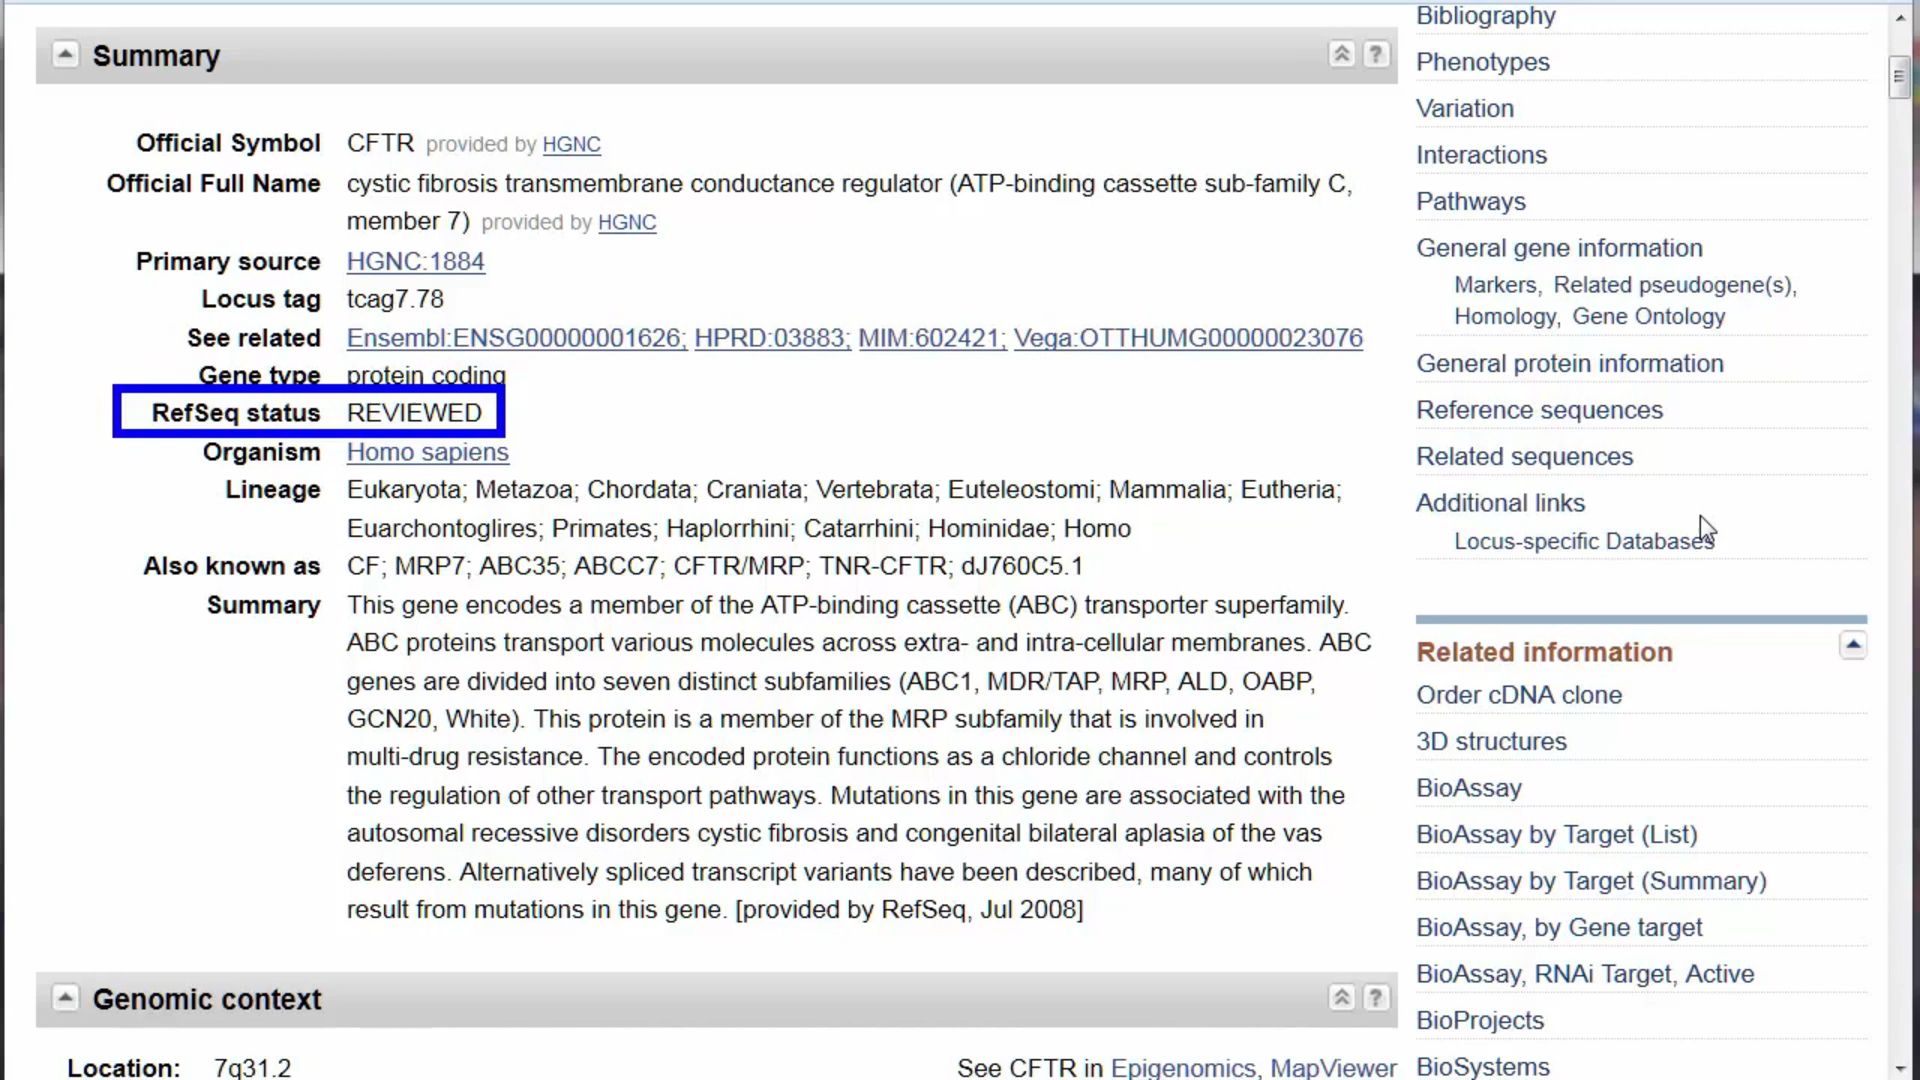 Summary
?
Official Symbol CFTR provided by HGNC
Official Full Name cystic fibrosis transmembrane conductance regulator (ATP-binding cassette sub-family C,
member 7) provided by HGNC
Primary source HGNC:1884
Locus tag tcag7.78
See related Ensembl:ENSG00000001626; HPRD:03883; MIM:602421; Vega:OTTHUMG00000023076
Gene type protein coding
RefSeq status REVIEWED
Organism Homo sapiens
Lineage Eukaryota; Metazoa; Chordata; Craniata; Vertebrata; Euteleostomi; Mammalia; Eutheria;
Euarchontoglires; Primates; Haplorrhini; Catarrhini; Hominidae; Homo
Also known as CF; MRP7; ABC35; ABCC7; CFTR/MRP; TNR-CFTR; dJ760C5.1
Summary This gene encodes a member of the ATP-binding cassette (ABC) transporter superfamily.
ABC proteins transport various molecules across extra- and intra-cellular membranes. ABC
genes are divided into seven distinct subfamilies (ABC1, MDR/TAP, MRP, ALD, OABP,
GCN20, White). This protein is a member of the MRP subfamily that is involved in
multi-drug resistance. The encoded protein functions as a chloride channel and controls
the regulation of other transport pathways. Mutations in this gene are associated with the
autosomal recessive disorders cystic fibrosis and congenital bilateral aplasia of the vas
deferens. Alternatively spliced transcript variants have been described, many of which
result from mutations in this gene. [provided by RefSeq, Jul 2008]
Genomic context
?
Location: 7q31.2
See CFTR in Epigenomics, MapViewer
Bibliography
Phenotypes
Variation
Interactions
Pathways
General gene information
Markers, Related pseudogene(s),
Homology, Gene Ontology
General protein information
Reference sequences
Related sequences
Additional links
Locus-specific Databases
Related information
Order cDNA clone
3D structures
BioAssay
BioAssay by Target (List)
BioAssay by Target (Summary)
BioAssay, by Gene target
BioAssay, RNAi Target, Active
BioProjects
BioSystems